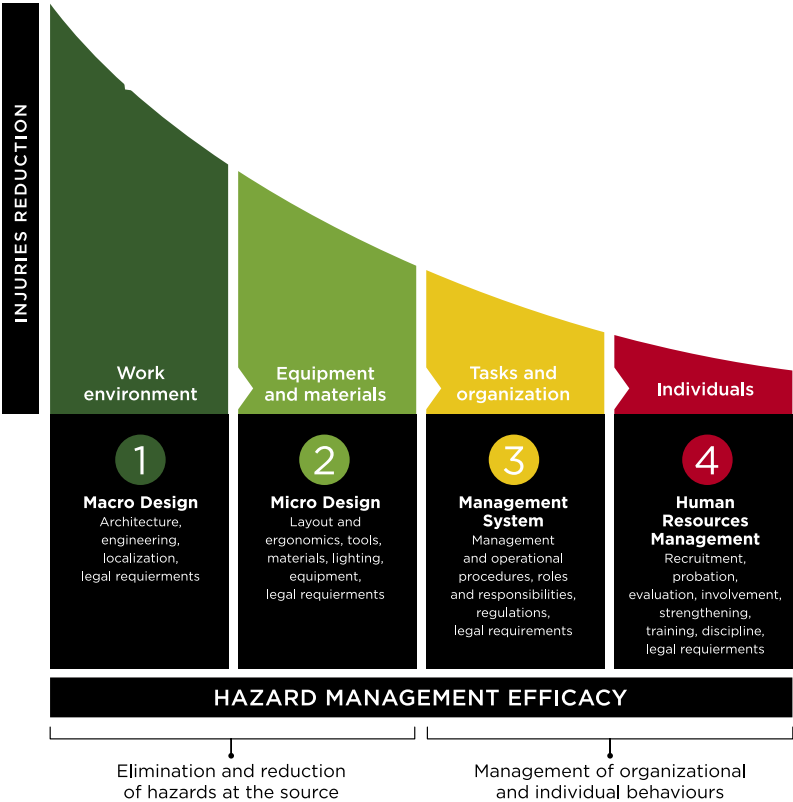 INJURIES REDUCTION
Work
environment
Equipment
and materials
Tasks and
organization
Individuals
1
Macro Design
Architecture,
engineering,
localization,
legal requierments
2
Micro Design
Layout and
ergonomics, tools,
materials, lighting,
equipment,
legal requierments
3
Management
System
Management
and operational
procedures, roles
and responsibilities,
regulations,
legal requirements
4
Human
Resources
Management
Recruitment,
probation,
evaluation, involvement,
strengthening,
training, discipline,
legal requierments
HAZARD MANAGEMENT EFFICACY
Elimination and reduction
of hazards at the source
Management of organizational
and individual behaviours